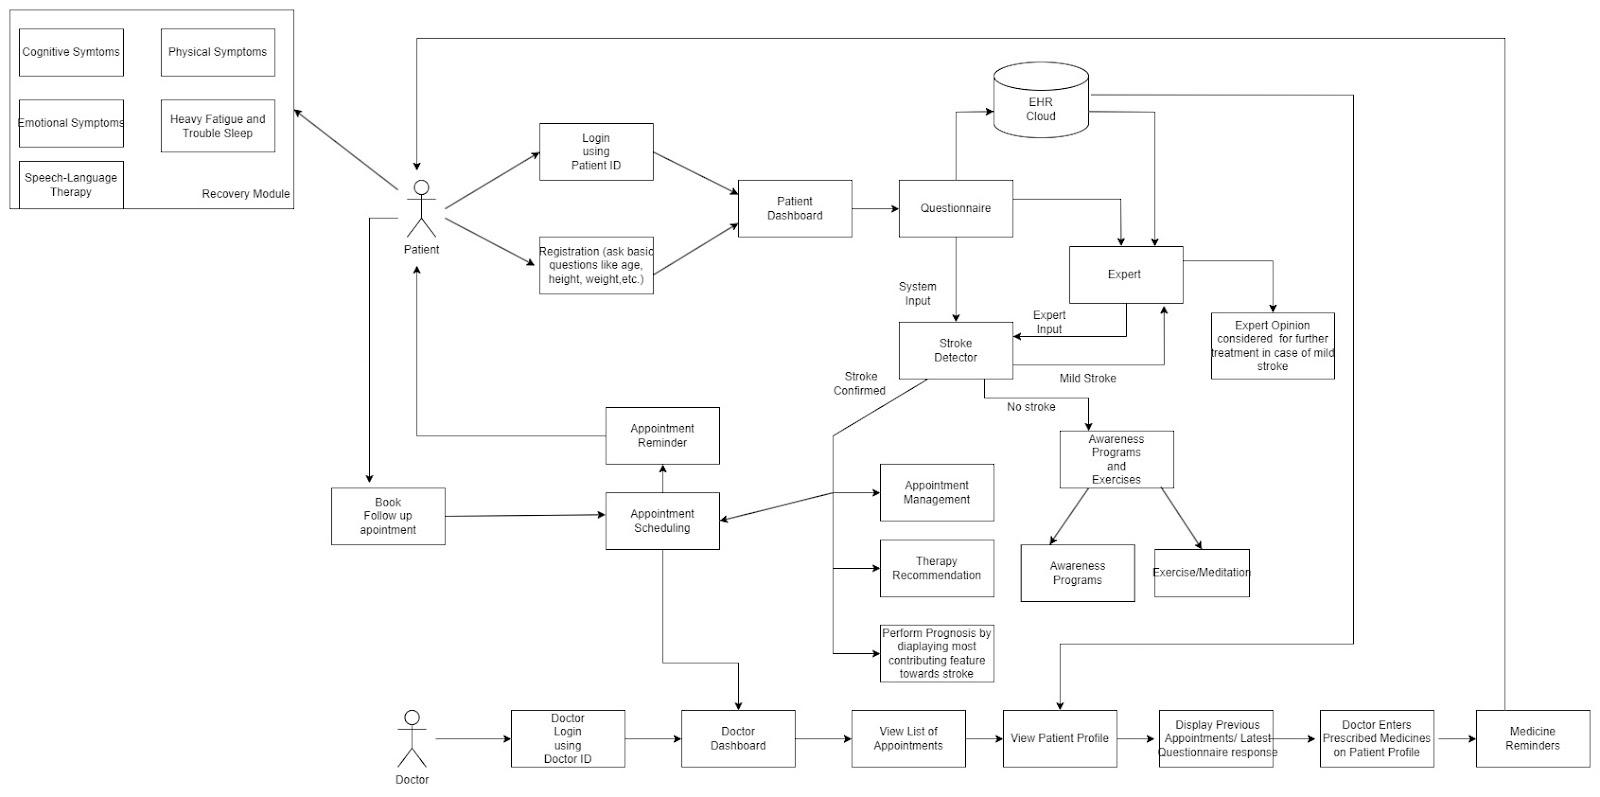 Cognitive Symtoms
Physical Symptoms
Emotional Symptoms
Heavy Fatigue and
Trouble Sleep
Speech-Language
Therapy
Recovery Module
Patient
Login
using
Patient ID
Registration (ask basic
questions like age,
height, weight,etc.)
Patient
Dashboard
Questionnaire
EHR
Cloud
Expert
System
Input
Expert
Input
Expert Opinion
considered for further
treatment in case of mild
stroke
Stroke
Detector
Mild Stroke
Stroke
Confirmed
No stroke
Awareness
Programs
and
Exercises
Appointment
Reminder
Book
Follow up
apointment
Appointment
Scheduling
Appointment
Management
Therapy
Recommendation
Awareness
Programs
Exercise/Meditation
Perform Prognosis by
diaplaying most
contributing feature
towards stroke
Doctor
Doctor
Login
using
Doctor ID
Doctor
Dashboard
View List of
Appointments
View Patient Profile
Display Previous
Appointments/ Latest
Questionnaire response
Doctor Enters
Prescribed Medicines
on Patient Profile
Medicine
Reminders